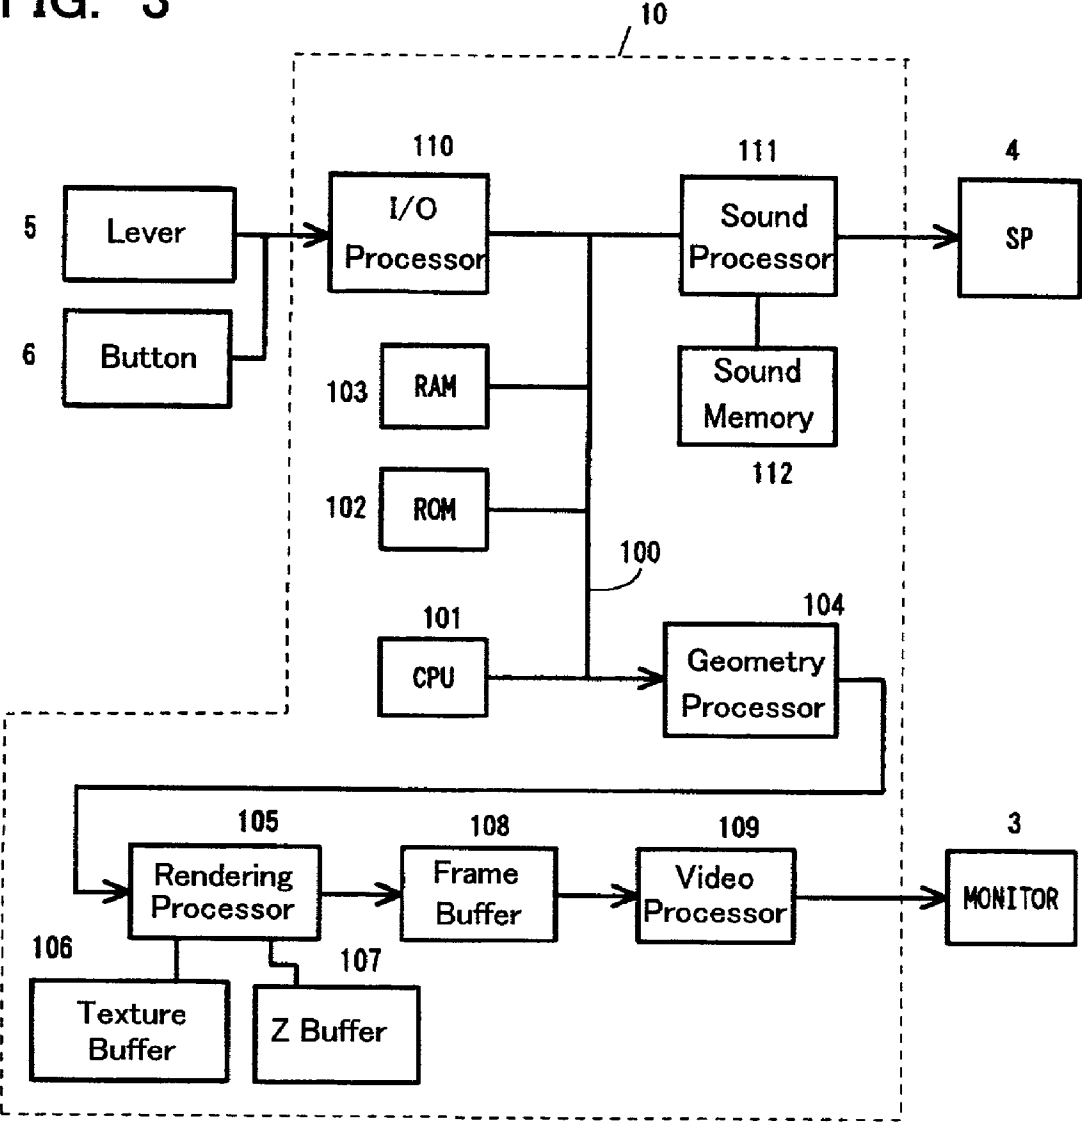 FIG. 3
10
110
111
4
5
Lever
I/O
Processor
Sound
Processor
SP
6
Button
103
RAM
Sound
Memory
112
102
ROM
100
101
CPU
104
Geometry
Processor
105
108
109
3
Rendering
Processor
Frame
Buffer
Video
Processor
MONITOR
106
107
Texture
Buffer
Z Buffer